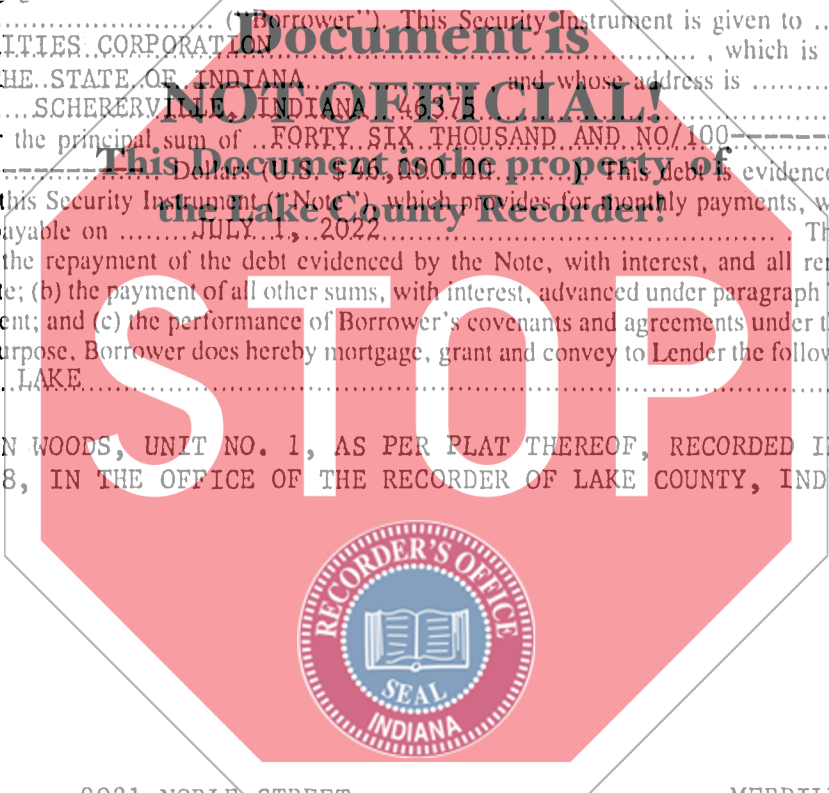 ("Borrower"). This Security Instrument is given to
Document is
ITIES CORPORATION , which is
HE STATE OF INDIANA and whose address is
NOT OFFICIAL!
SCHERERVILLE, INDIANA 46375
the principal sum of FORTY SIX THOUSAND AND NO/100
This Document is the property of
Dollars (U.S. $46,000.00 ). This debt is evidence
the Lake County Recorder!
this Security Instrument ("Note"), which provides for monthly payments, w
ayable on JULY 1, 2022 Th
the repayment of the debt evidenced by the Note, with interest, and all re
te; (b) the payment of all other sums, with interest, advanced under paragraph
ent; and (c) the performance of Borrower's covenants and agreements under t
urpose, Borrower does hereby mortgage, grant and convey to Lender the follow
LAKE
STOP
N WOODS, UNIT NO. 1, AS PER PLAT THEREOF, RECORDED I
8, IN THE OFFICE OF THE RECORDER OF LAKE COUNTY, IND
RECORDER'S OFFICE
SEAL
INDIANA
NOBLE STREET